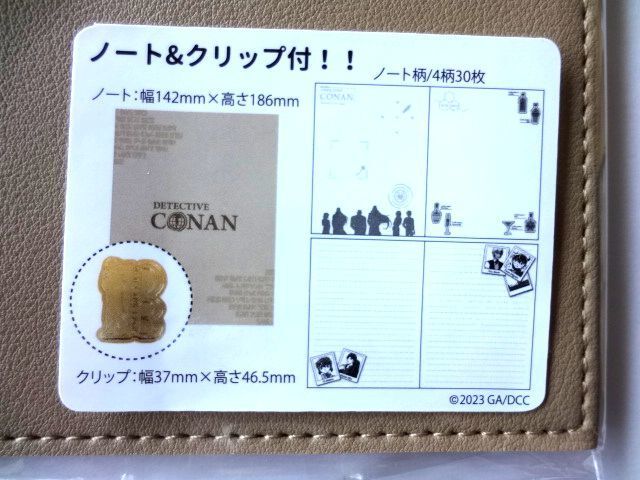 ノート&クリップ付！！
ノート柄/4柄30枚
ノート：幅142mm×高さ186mm
DETECTIVE
CONAN
CONAN
クリップ：幅37mm×高さ46.5mm
©2023 GA/DCC